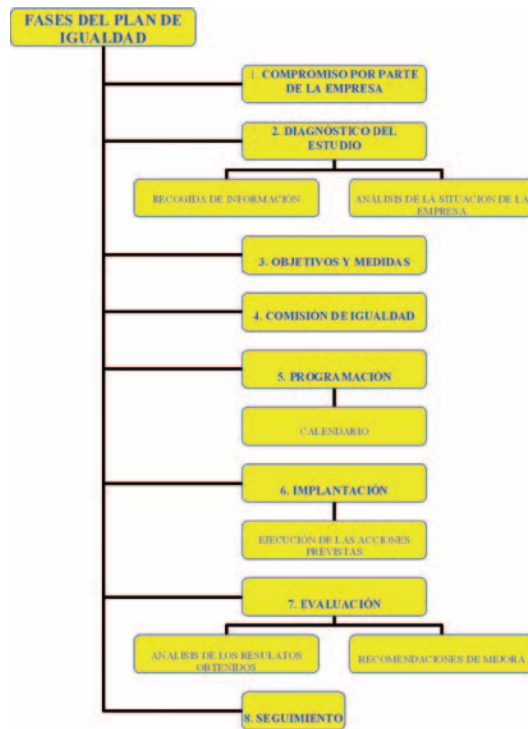 FASES DEL PLAN DE
IGUALDAD
1. COMPROMISO POR PARTE
DE LA EMPRESA
2. DIAGNÓSTICO DEL
ESTUDIO
RECOGIDA DE INFORMACIÓN
ANÁLISIS DE LA SITUACION DE LA
EMPRESA
3. OBJETIVOS Y MEDIDAS
4. COMISIÓN DE IGUALDAD
5. PROGRAMACIÓN
CALENDARIO
6. IMPLANTACIÓN
EJECUCIÓN DE LAS ACCIONES
PREVISTAS
7. EVALUACIÓN
ANALISIS DE LOS RESULATOS
OBTENIDOS
RECOMENDACIONES DE MEJORA
8. SEGUIMIENTO